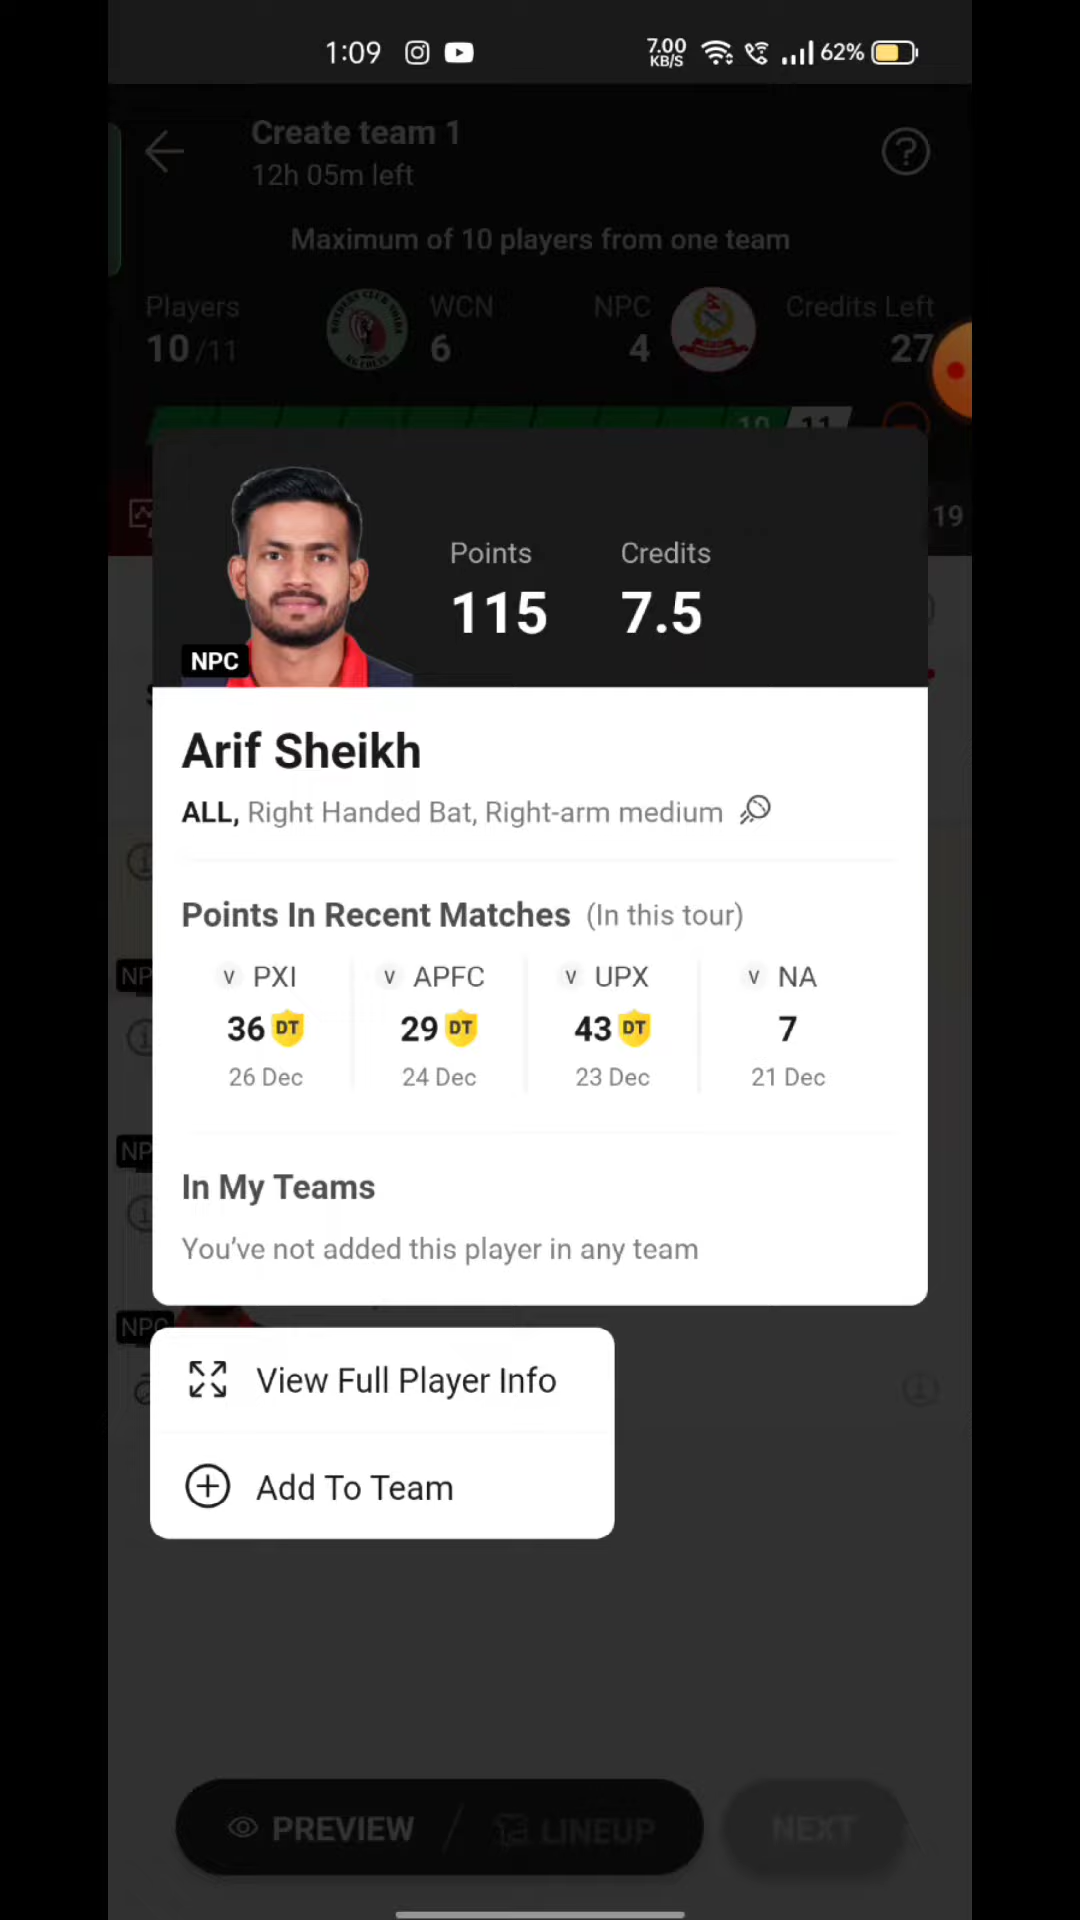 1:09
7.00
KB/S
62%
Create team 1
12h 05m left
Maximum of 10 players from one team
Players
WCN
NPC
Credits Left
10 /11
6
4
27
10
11
19
Points
Credits
115
7.5
NPC
Arif Sheikh
ALL, Right Handed Bat, Right-arm medium
Points In Recent Matches (In this tour)
v PXI
v APFC
v UPX
v NA
36 DT
29 DT
43 DT
7
26 Dec
24 Dec
23 Dec
21 Dec
NP
NP
In My Teams
You've not added this player in any team
NPC
View Full Player Info
Add To Team
PREVIEW
LINEUP
NEXT